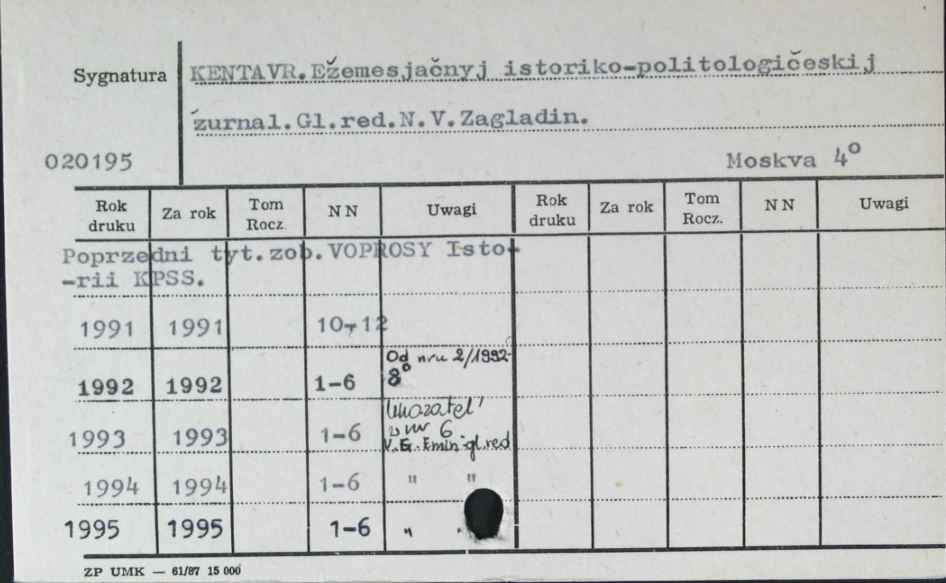 Sygnatura KENTAVR.Ežemesjačnyj istoriko-politologičeskij
žurnal.Gl.red.N.V.Zagladin.
020195 Moskva 4º
Rok druku Za rok Tom Rocz. NN Uwagi Rok druku Za rok Tom Rocz. NN Uwagi
Poprzedni tyt.zob.VOPROSY Isto-
-rii KPSS.
1991 1991 10-12
Od nru 2/1992-
1992 1992 1-6 8º
Ukazatel'
w nr 6
1993 1993 1-6 V.G. Emin-gl.red
1994 1994 1-6 " "
1995 1995 1-6 " "
ZP UMK — 61/87 15 000